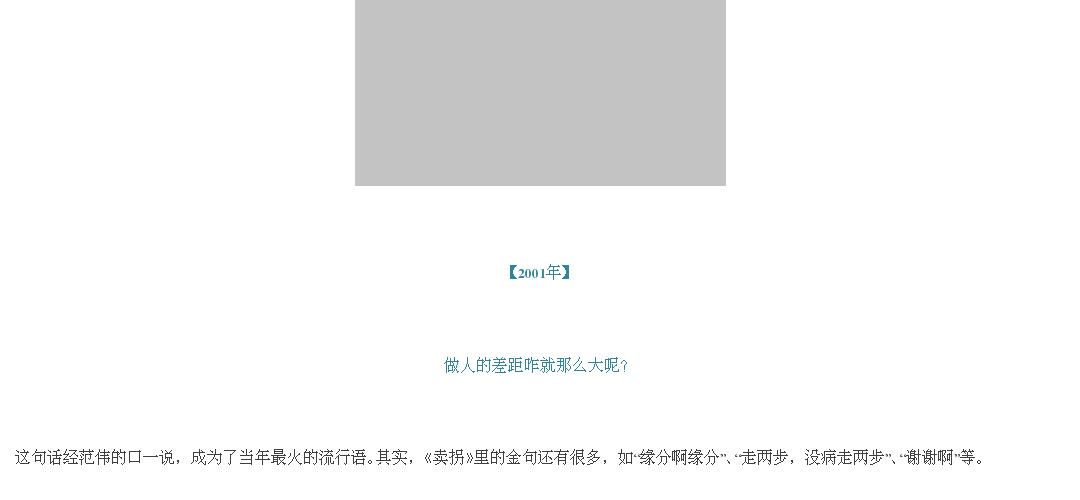 【2001年】
做人的差距咋就那么大呢？
这句话经范伟的口一说，成为了当年最火的流行语。其实，《卖拐》里的金句还有很多，如“缘分啊缘分”、“走两步，没病走两步”、“谢谢啊”等。